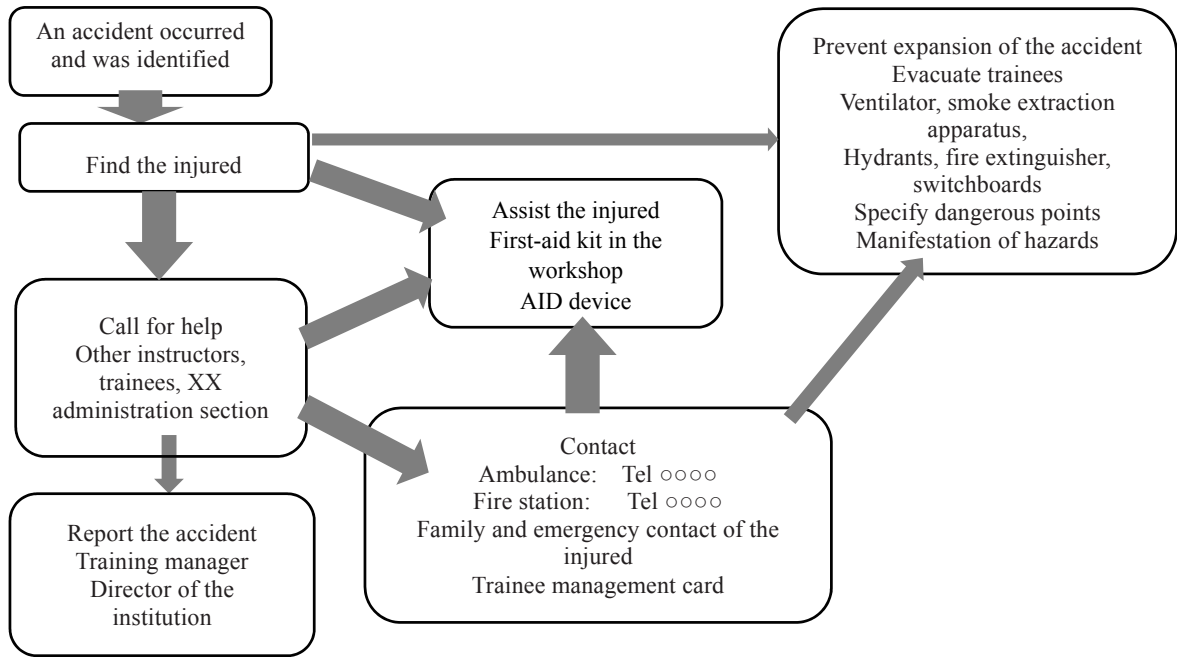 An accident occurred
and was identified
Find the injured
Call for help
Other instructors,
trainees, XX
administration section
Report the accident
Training manager
Director of the
institution
Assist the injured
First-aid kit in the
workshop
AID device
Contact
Ambulance: Tel ○○○○
Fire station: Tel ○○○○
Family and emergency contact of the
injured
Trainee management card
Prevent expansion of the accident
Evacuate trainees
Ventilator, smoke extraction
apparatus,
Hydrants, fire extinguisher,
switchboards
Specify dangerous points
Manifestation of hazards